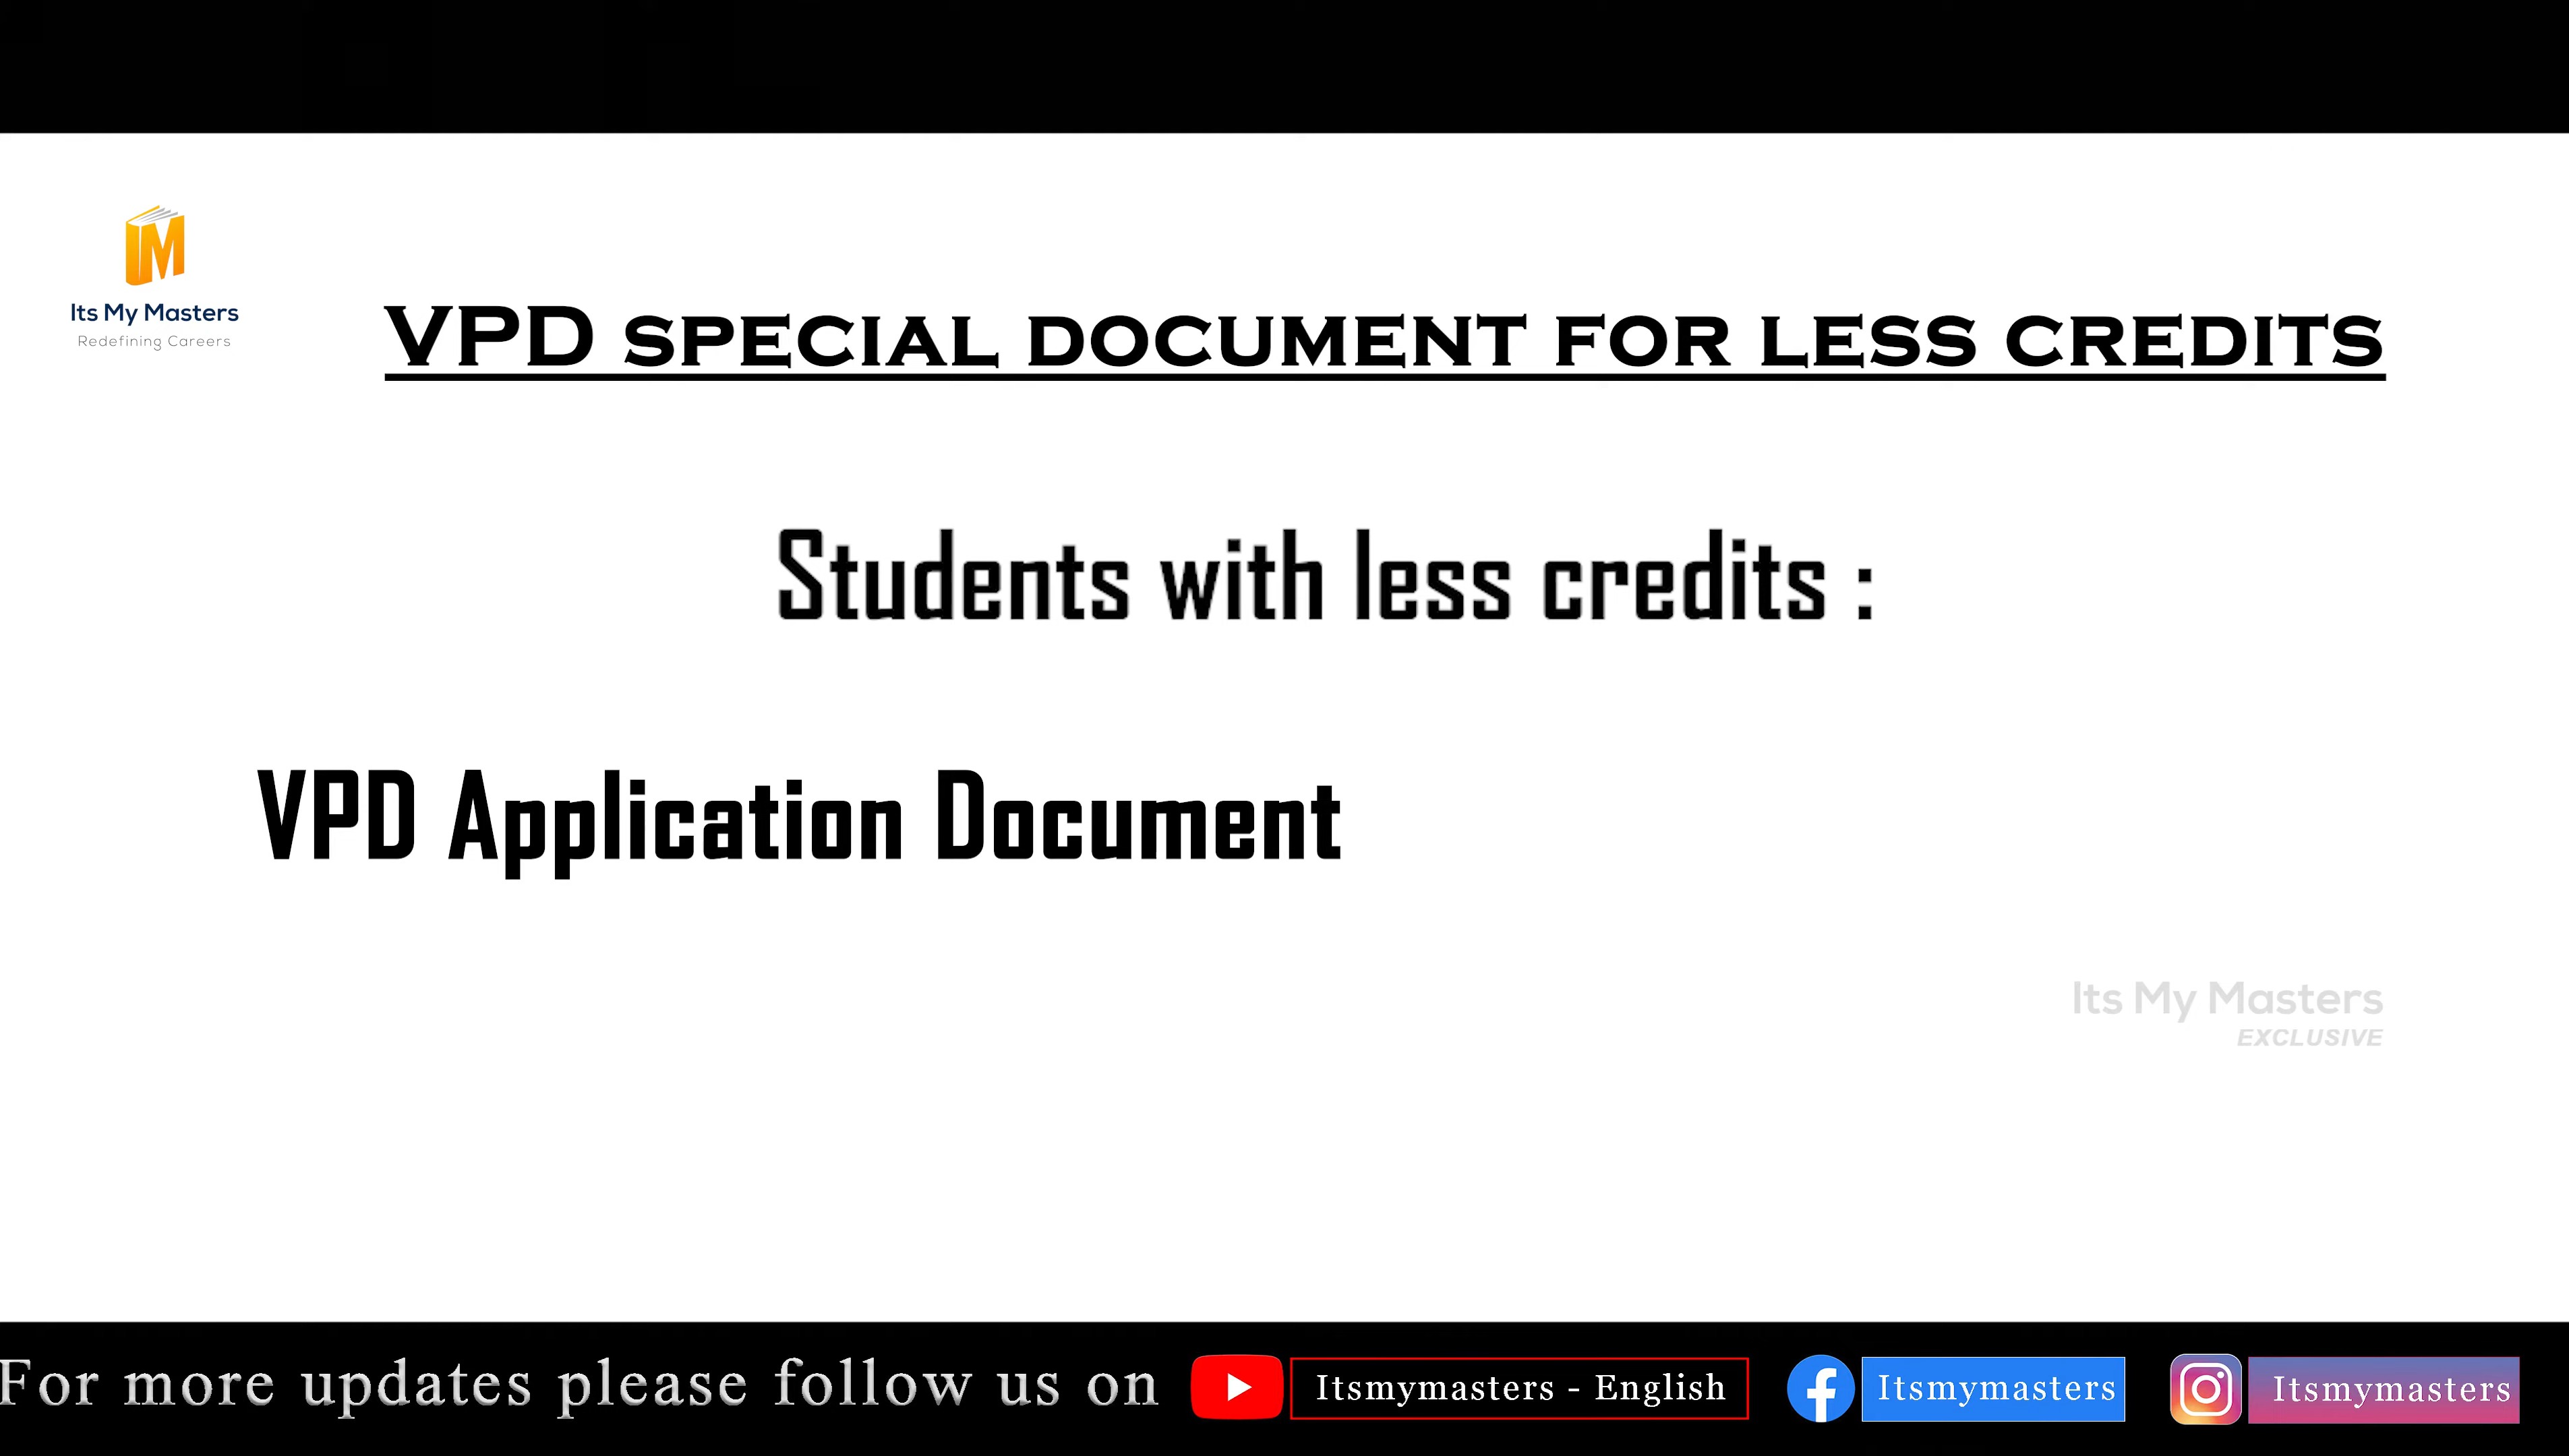 Its My Masters
Redefining Careers
VPD SPECIAL DOCUMENT FOR LESS CREDITS
Students with less credits :
VPD Application Document
Its My Masters
EXCLUSIVE
For more updates please follow us on Itsmymasters - English Itsmymasters Itsmymasters